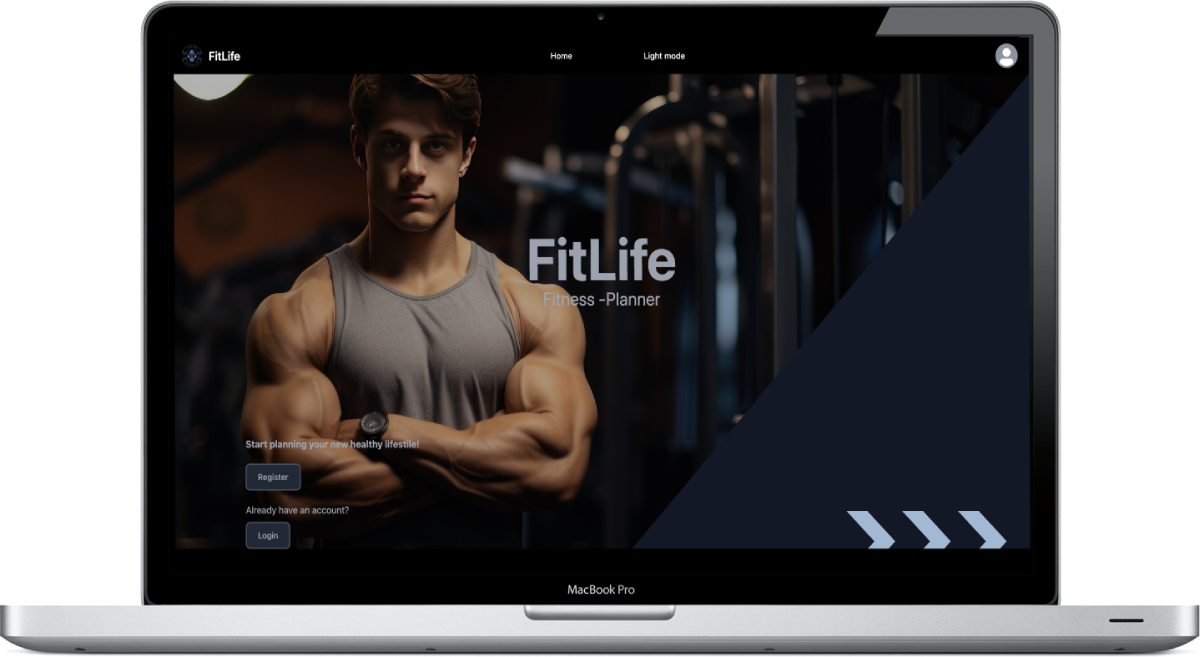 FitLife
Home
Light mode
FitLife
Fitness -Planner
Start planning your new healthy lifestile!
Register
Already have an account?
Login
MacBook Pro